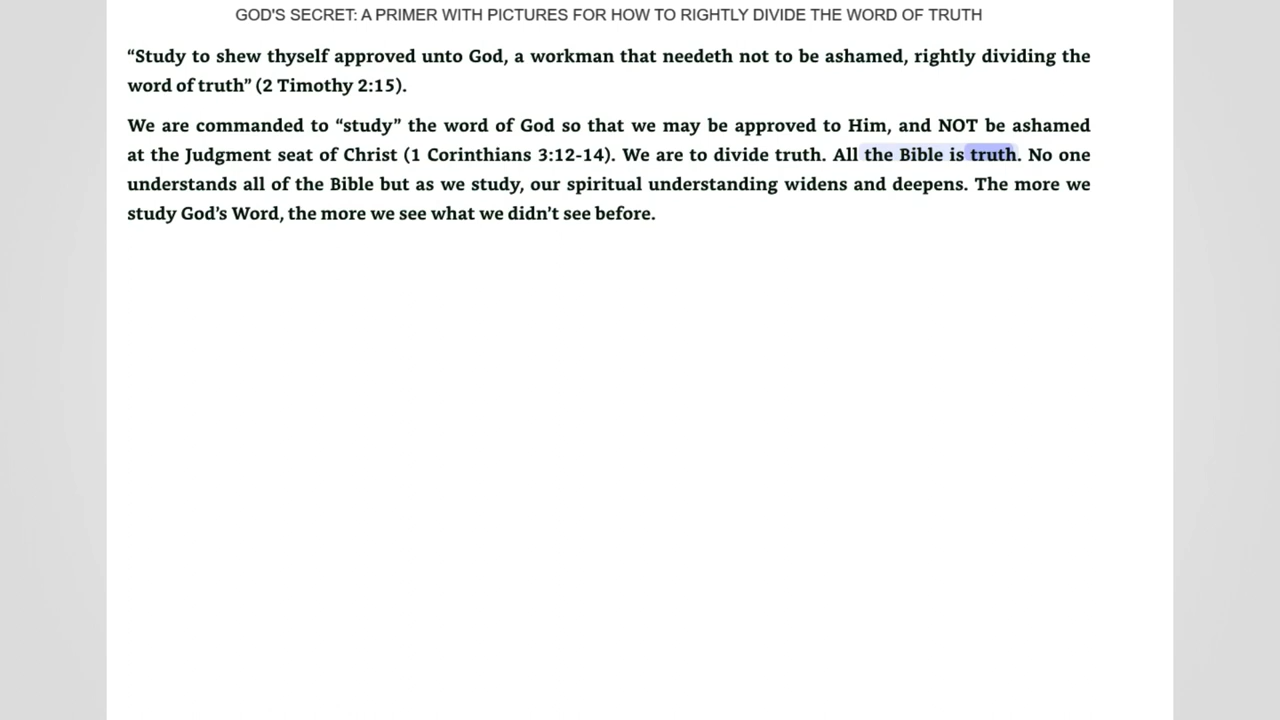 GOD'S SECRET: A PRIMER WITH PICTURES FOR HOW TO RIGHTLY DIVIDE THE WORD OF TRUTH
“Study to shew thyself approved unto God, a workman that needeth not to be ashamed, rightly dividing the
word of truth” (2 Timothy 2:15).
We are commanded to “study” the word of God so that we may be approved to Him, and NOT be ashamed
at the Judgment seat of Christ (1 Corinthians 3:12-14). We are to divide truth. All the Bible is truth. No one
understands all of the Bible but as we study, our spiritual understanding widens and deepens. The more we
study God’s Word, the more we see what we didn’t see before.